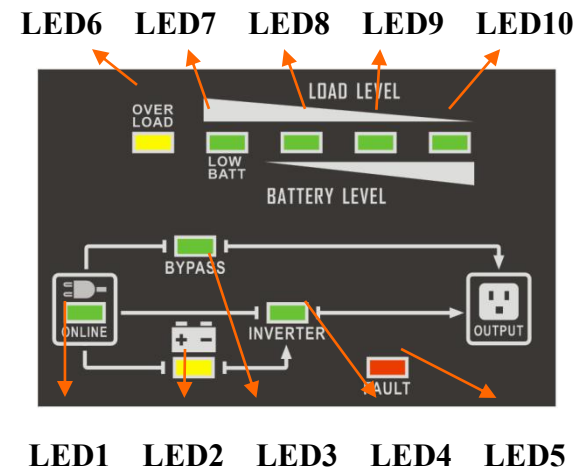 LED6 LED7 LED8 LED9 LED10
LOAD LEVEL
OVER
LOAD
LOW
BATT
BATTERY LEVEL
BYPASS
ONLINE
INVERTER
OUTPUT
FAULT
LED1 LED2 LED3 LED4 LED5